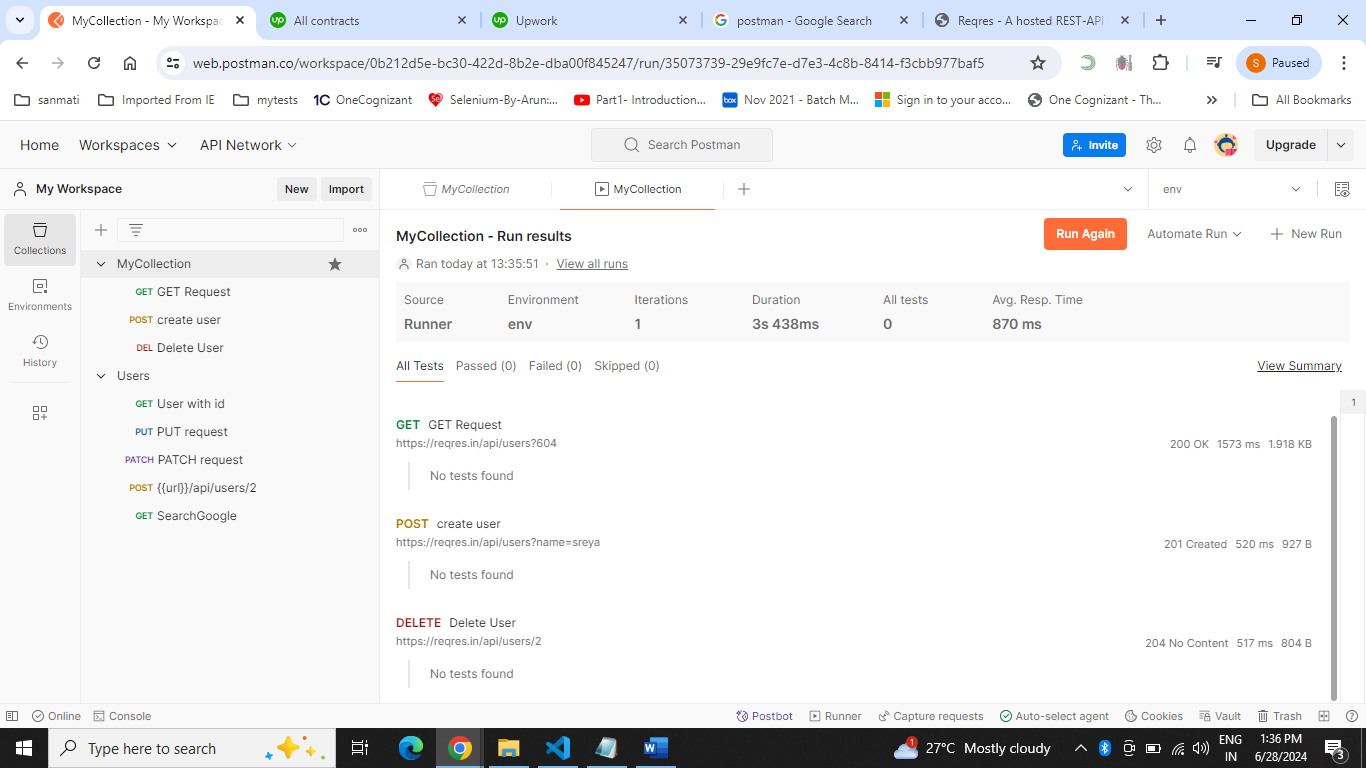 MyCollection - My Workspac
All contracts
Upwork
postman - Google Search
Reqres - A hosted REST-API
web.postman.co/workspace/0b212d5e-bc30-422d-8b2e-dba00f845247/run/35073739-29e9fc7e-d7e3-4c8b-8414-f3cbb977baf5
S Paused
sanmati
Imported From IE
mytests
1C OneCognizant
Selenium-By-Arun:...
Part1- Introduction...
box Nov 2021 - Batch M...
Sign in to your acco...
One Cognizant - Th...
All Bookmarks
Home
Workspaces
API Network
Search Postman
Invite
Upgrade
My Workspace
New
Import
MyCollection
MyCollection
env
Collections
Environments
History
MyCollection
GET GET Request
POST create user
DEL Delete User
Users
GET User with id
PUT PUT request
PATCH PATCH request
POST {{url}}/api/users/2
GET SearchGoogle
MyCollection - Run results
Run Again
Automate Run
New Run
Ran today at 13:35:51 · View all runs
Source Environment Iterations Duration All tests Avg. Resp. Time
Runner env 1 3s 438ms 0 870 ms
All Tests Passed (0) Failed (0) Skipped (0) View Summary
1
GET GET Request
https://reqres.in/api/users?604
200 OK 1573 ms 1.918 KB
No tests found
POST create user
https://reqres.in/api/users?name=sreya
201 Created 520 ms 927 B
No tests found
DELETE Delete User
https://reqres.in/api/users/2
204 No Content 517 ms 804 B
No tests found
Online
Console
Postbot
Runner
Capture requests
Auto-select agent
Cookies
Vault
Trash
Type here to search
1
27°C Mostly cloudy
ENG
IN
1:36 PM
6/28/2024
3